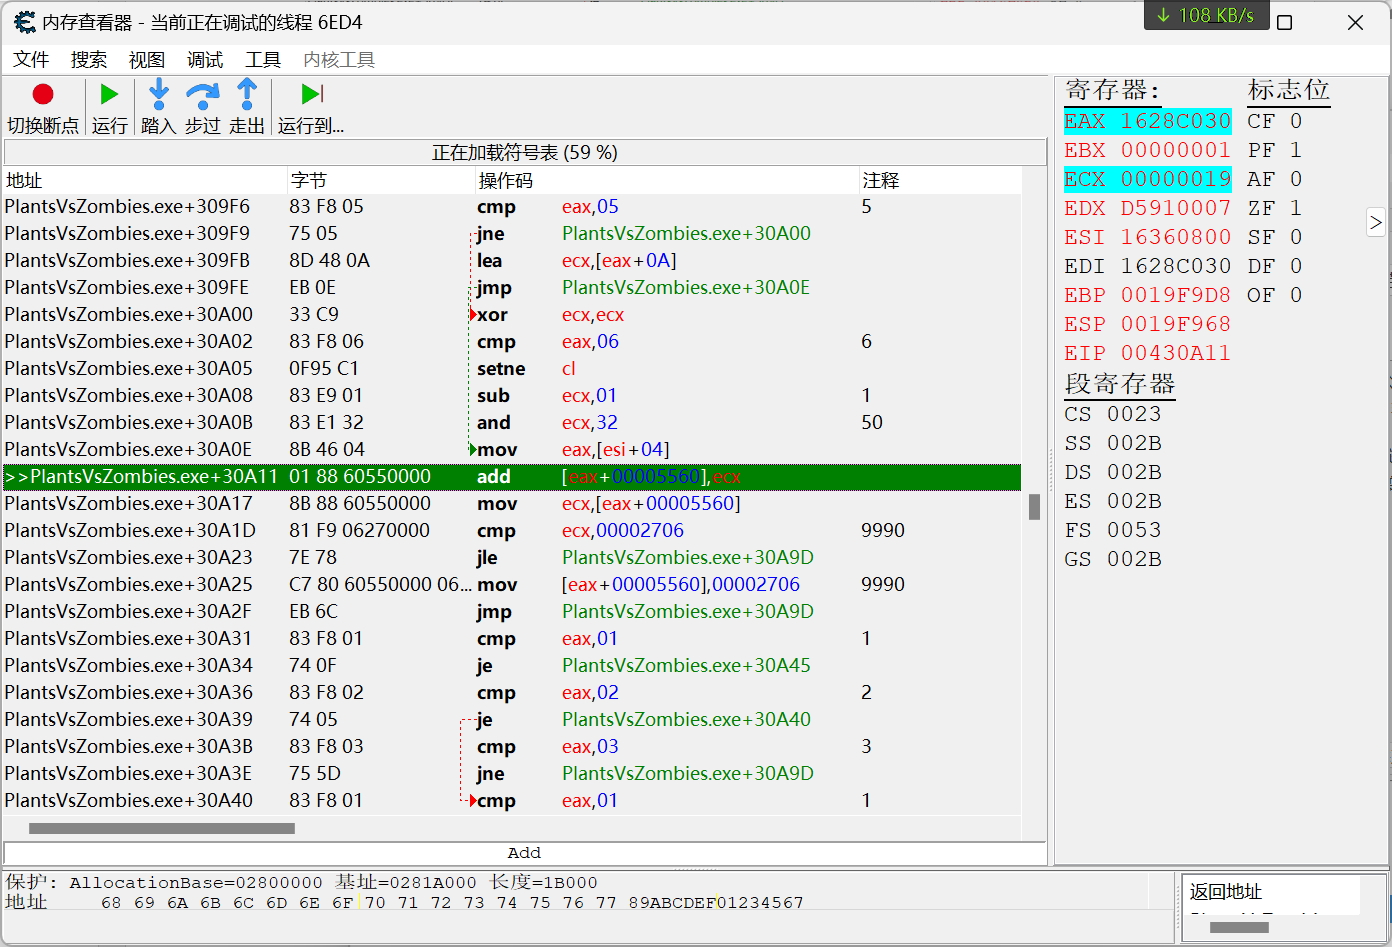 内存查看器 - 当前正在调试的线程 6ED4
108 KB/s
文件 搜索 视图 调试 工具 内核工具
切换断点 运行 踏入 步过 走出 运行到...
正在加载符号表 (59 %)
地址 字节 操作码 注释
PlantsVsZombies.exe+309F6 83 F8 05 cmp eax,05 5
PlantsVsZombies.exe+309F9 75 05 jne PlantsVsZombies.exe+30A00
PlantsVsZombies.exe+309FB 8D 48 0A lea ecx,[eax+0A]
PlantsVsZombies.exe+309FE EB 0E jmp PlantsVsZombies.exe+30A0E
PlantsVsZombies.exe+30A00 33 C9 xor ecx,ecx
PlantsVsZombies.exe+30A02 83 F8 06 cmp eax,06 6
PlantsVsZombies.exe+30A05 0F95 C1 setne cl
PlantsVsZombies.exe+30A08 83 E9 01 sub ecx,01 1
PlantsVsZombies.exe+30A0B 83 E1 32 and ecx,32 50
PlantsVsZombies.exe+30A0E 8B 46 04 mov eax,[esi+04]
>>PlantsVsZombies.exe+30A11 01 88 60550000 add [eax+00005560],ecx
PlantsVsZombies.exe+30A17 8B 88 60550000 mov ecx,[eax+00005560]
PlantsVsZombies.exe+30A1D 81 F9 06270000 cmp ecx,00002706 9990
PlantsVsZombies.exe+30A23 7E 78 jle PlantsVsZombies.exe+30A9D
PlantsVsZombies.exe+30A25 C7 80 60550000 06... mov [eax+00005560],00002706 9990
PlantsVsZombies.exe+30A2F EB 6C jmp PlantsVsZombies.exe+30A9D
PlantsVsZombies.exe+30A31 83 F8 01 cmp eax,01 1
PlantsVsZombies.exe+30A34 74 0F je PlantsVsZombies.exe+30A45
PlantsVsZombies.exe+30A36 83 F8 02 cmp eax,02 2
PlantsVsZombies.exe+30A39 74 05 je PlantsVsZombies.exe+30A40
PlantsVsZombies.exe+30A3B 83 F8 03 cmp eax,03 3
PlantsVsZombies.exe+30A3E 75 5D jne PlantsVsZombies.exe+30A9D
PlantsVsZombies.exe+30A40 83 F8 01 cmp eax,01 1
Add
寄存器: 标志位
EAX 1628C030 CF 0
EBX 00000001 PF 1
ECX 00000019 AF 0
EDX D5910007 ZF 1
ESI 16360800 SF 0
EDI 1628C030 DF 0
EBP 0019F9D8 OF 0
ESP 0019F968
EIP 00430A11
段寄存器
CS 0023
SS 002B
DS 002B
ES 002B
FS 0053
GS 002B
>
保护: AllocationBase=02800000 基址=0281A000 长度=1B000
地址 68 69 6A 6B 6C 6D 6E 6F 70 71 72 73 74 75 76 77 89ABCDEF01234567
返回地址